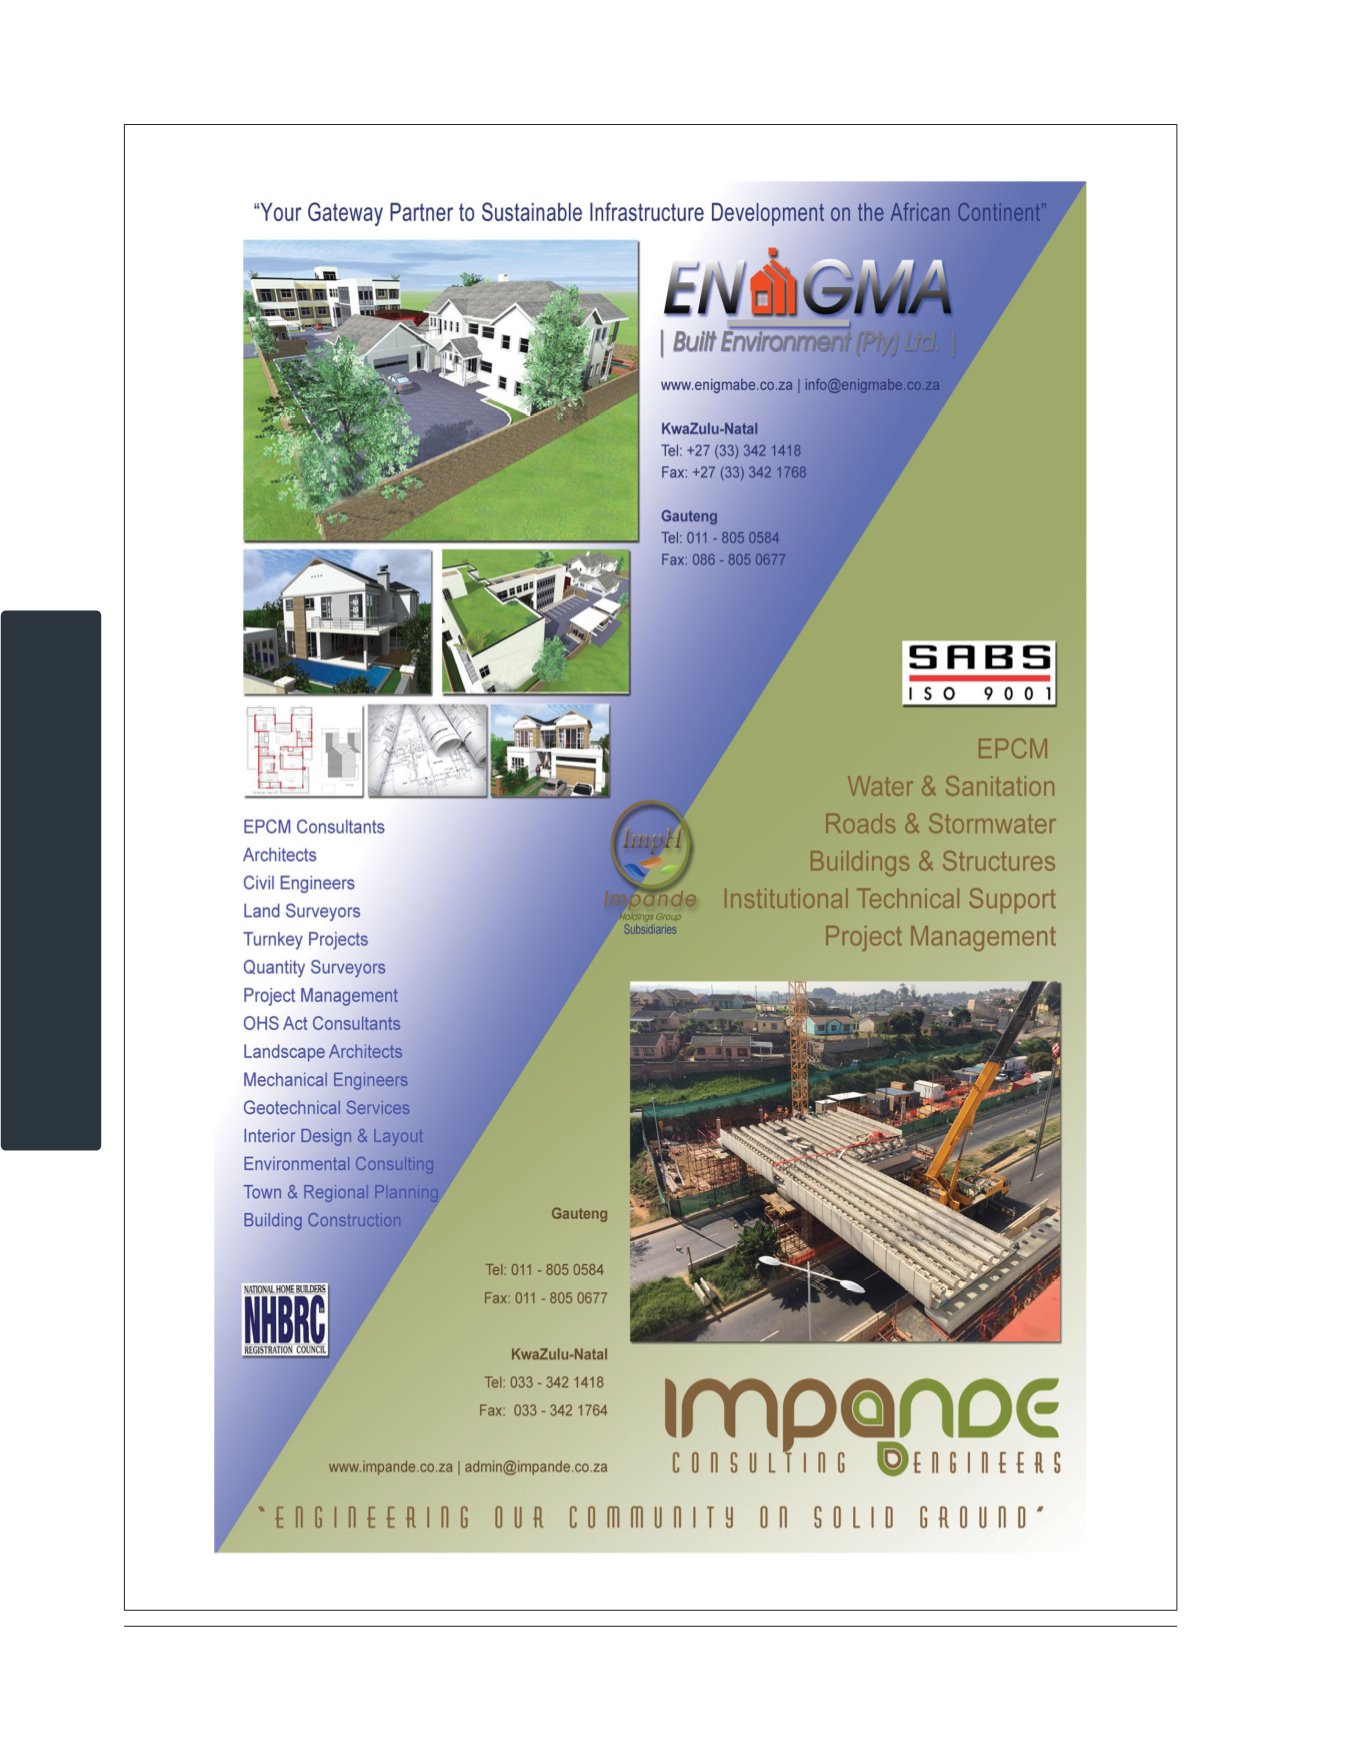 “Your Gateway Partner to Sustainable Infrastructure Development on the African Continent”
ENIGMA
| Built Environment (Pty) Ltd. |
www.enigmabe.co.za | info@enigmabe.co.za
KwaZulu-Natal
Tel: +27 (33) 342 1418
Fax: +27 (33) 342 1768
Gauteng
Tel: 011 - 805 0584
Fax: 086 - 805 0677
SABS
ISO 9001
EPCM
Water & Sanitation
Roads & Stormwater
Buildings & Structures
Institutional Technical Support
Project Management
ImpH
Impande
Holdings Group
Subsidiaries
EPCM Consultants
Architects
Civil Engineers
Land Surveyors
Turnkey Projects
Quantity Surveyors
Project Management
OHS Act Consultants
Landscape Architects
Mechanical Engineers
Geotechnical Services
Interior Design & Layout
Environmental Consulting
Town & Regional Planning
Building Construction
NATIONAL HOME BUILDERS
NHBRC
REGISTRATION COUNCIL
Gauteng
Tel: 011 - 805 0584
Fax: 011 - 805 0677
KwaZulu-Natal
Tel: 033 - 342 1418
Fax: 033 - 342 1764
www.impande.co.za | admin@impande.co.za
IMPANDE
CONSULTING ENGINEERS
“ENGINEERING OUR COMMUNITY ON SOLID GROUND”